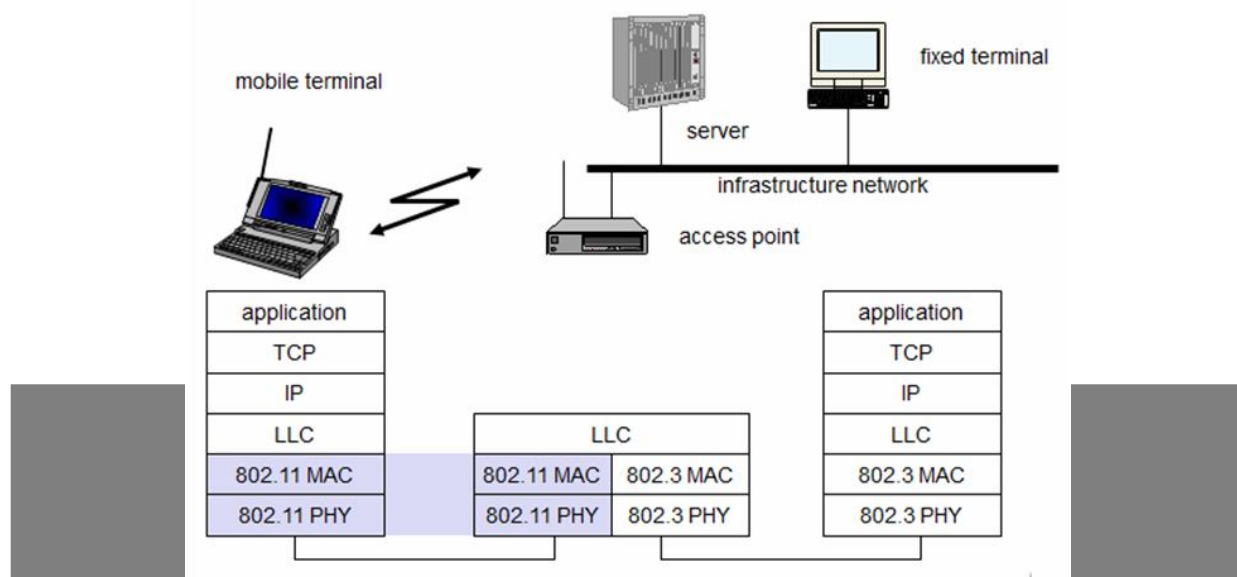 mobile terminal
fixed terminal
server
infrastructure network
access point
application
TCP
IP
LLC
802.11 MAC
802.11 PHY
LLC
802.11 MAC 802.3 MAC
802.11 PHY 802.3 PHY
application
TCP
IP
LLC
802.3 MAC
802.3 PHY